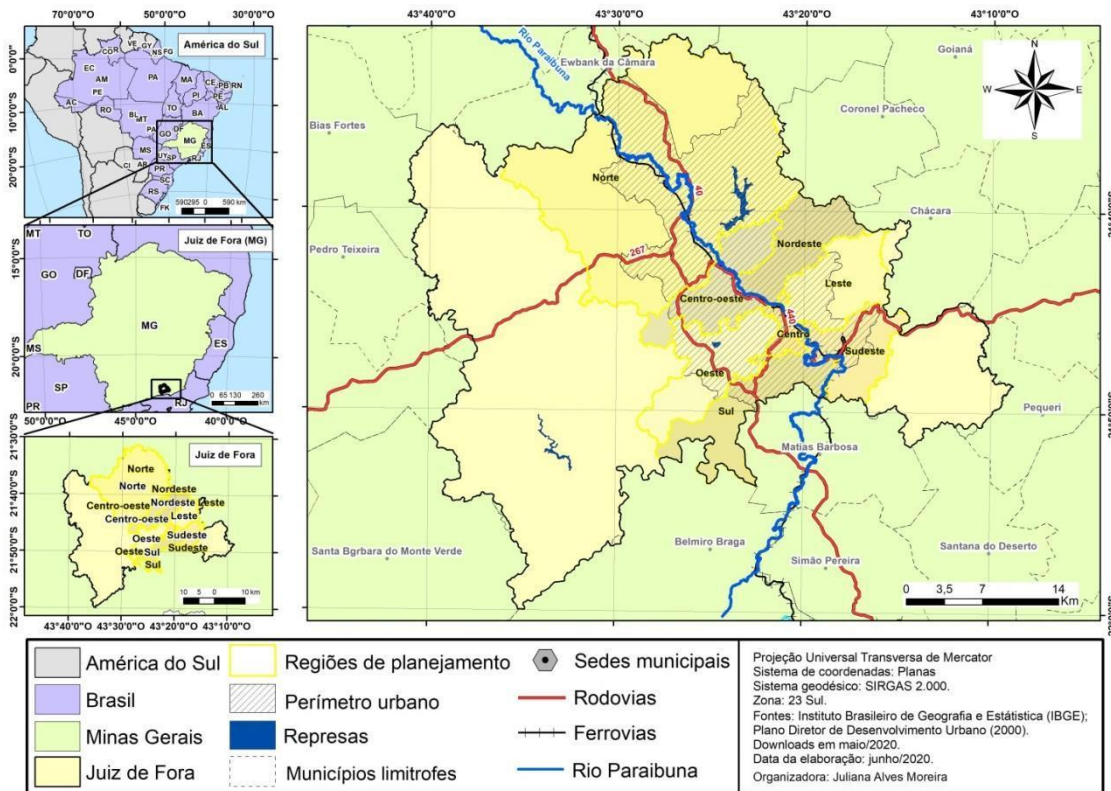 70°0'0"O 50°0'0"O 300°0"S
América do Sul
0°0'0"S
10°0'0"S
20°0'0"S
VE
GY
NS
FG
CO
R
EC
AM
PA
MA
CE
RN
PB
PE
PI
PE
AL
AC
RO
TO
BA
BL
MT
PA
GO
DF
MG
ES
MS
UY
SP
RJ
CI
AR
PR
SC
RS
FK
590295 0 590 km
Juiz de Fora (MG)
MT
TO
15°0'0"S
GO
DF
MG
20°0'0"S
MS
ES
SP
RJ
PR
0 65 130 260
km
50°0'0"O 45°0'0"O 40°0'0"O
21°30'0"S
Juiz de Fora
Norte
Norte
21°40'0"S
Nordeste
Centro-oeste
Nordeste
Leste
Centro-oeste
Leste
21°50'0"S
Oeste
Sudeste
Oeste
Sul
Sudeste
Sul
22°0'0"S
10 5 0 10 km
43°40'0"O 43°30'0"O 43°20'0"O 43°10'0"O
43°40'0"O 43°30'0"O 43°20'0"O 43°10'0"O
Rio Paraibuna
Ewbank da Câmara
Goianá
N
W
E
S
Coronel Pacheco
Bias Fortes
Norte
40
Chácara
Nordeste
Pedro Teixeira
267
Leste
Centro-oeste
440
Centro
Sudeste
Oeste
Sul
Pequeri
Matias Barbosa
Santa Bgrbara do Monte Verde
Belmiro Braga
Simão Pereira
Santana do Deserto
0 3,5 7 14
Km
22°0'0"S
América do Sul
Brasil
Minas Gerais
Juiz de Fora
Regiões de planejamento
Perímetro urbano
Represas
Municípios limitrofes
Sedes municipais
Rodovias
Ferrovias
Rio Paraibuna
Projeção Universal Transversa de Mercator
Sistema de coordenadas: Planas
Sistema geodésico: SIRGAS 2.000.
Zona: 23 Sul.
Fontes: Instituto Brasileiro de Geografia e Estátistica (IBGE);
Plano Diretor de Desenvolvimento Urbano (2000).
Downloads em maio/2020.
Data da elaboração: junho/2020.
Organizadora: Juliana Alves Moreira